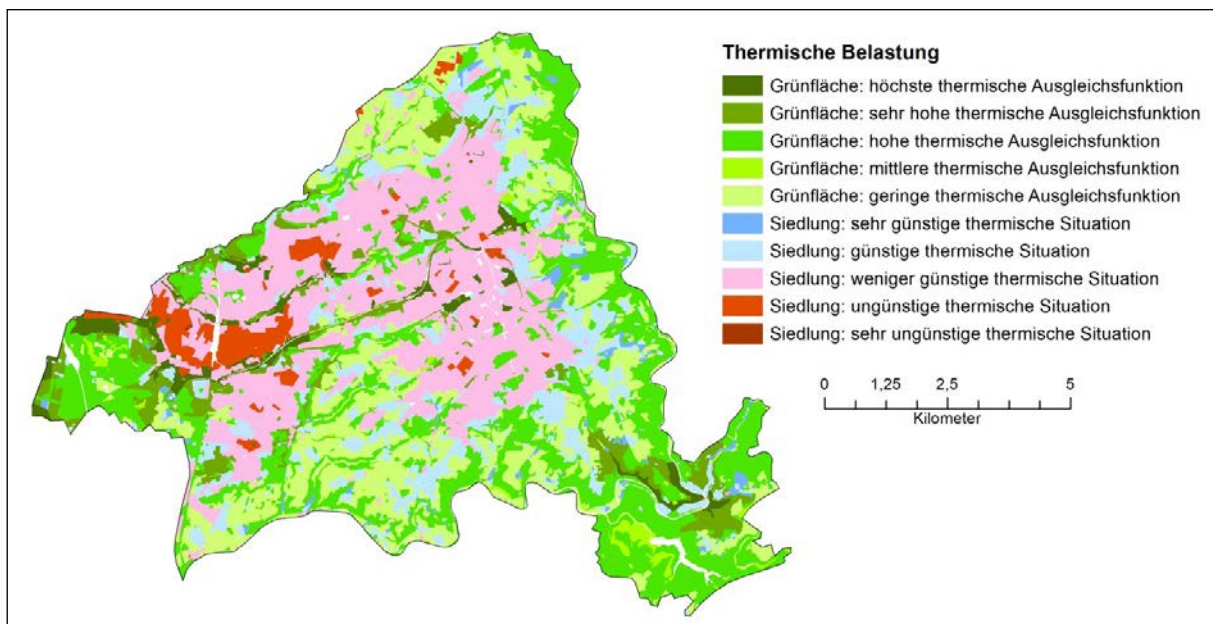 Thermische Belastung
Grünfläche: höchste thermische Ausgleichsfunktion
Grünfläche: sehr hohe thermische Ausgleichsfunktion
Grünfläche: hohe thermische Ausgleichsfunktion
Grünfläche: mittlere thermische Ausgleichsfunktion
Grünfläche: geringe thermische Ausgleichsfunktion
Siedlung: sehr günstige thermische Situation
Siedlung: günstige thermische Situation
Siedlung: weniger günstige thermische Situation
Siedlung: ungünstige thermische Situation
Siedlung: sehr ungünstige thermische Situation
0 1,25 2,5 5
Kilometer